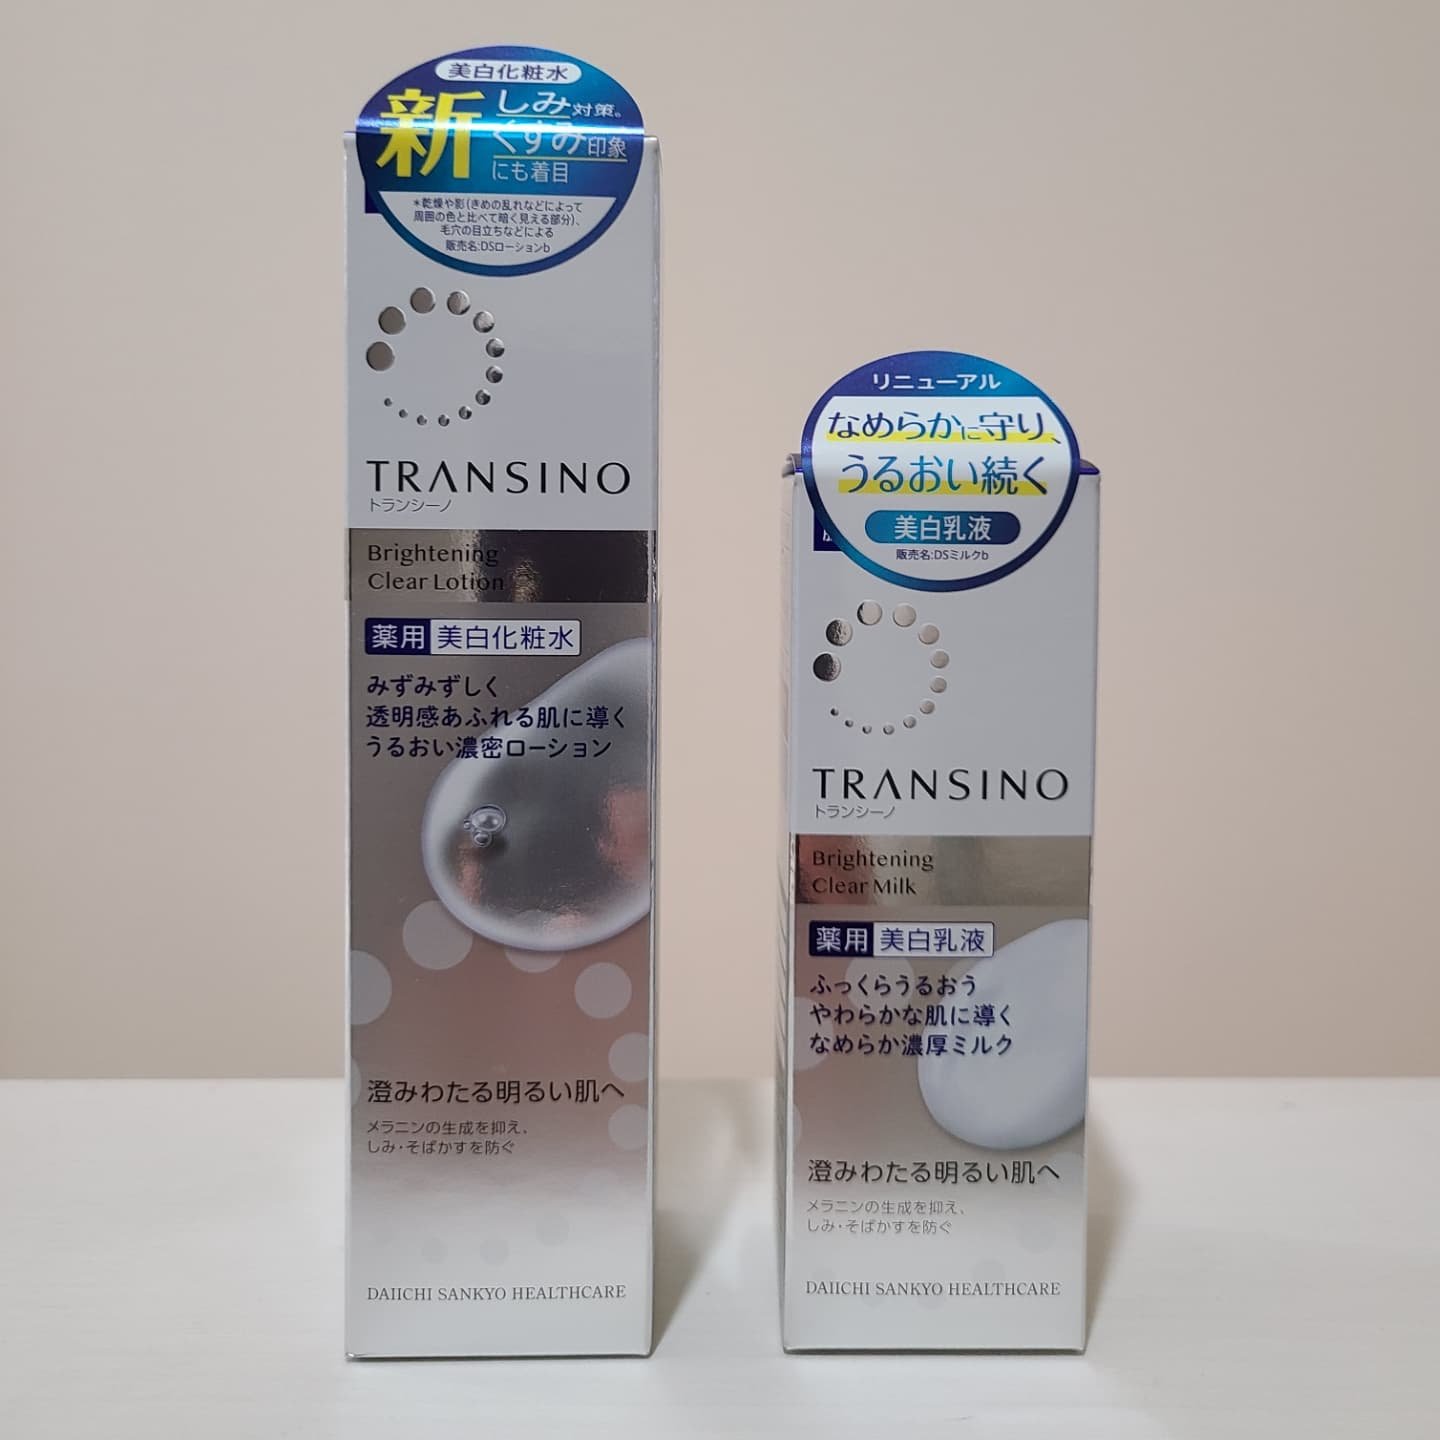 美白化粧水
新
しみ対策。
くすみ印象
にも着目
*乾燥や影(きめの乱れなどによって
周囲の色と比べて暗く見える部分)、
毛穴の目立ちなどによる
販売名:DSローションb
TRANSINO
トランシーノ
Brightening
Clear Lotion
薬用 美白化粧水
みずみずしく
透明感あふれる肌に導く
うるおい濃密ローション
澄みわたる明るい肌へ
メラニンの生成を抑え、
しみ・そばかすを防ぐ
DAIICHI SANKYO HEALTHCARE
リニューアル
なめらかに守り、
うるおい続く
美白乳液
販売名:DSミルクb
TRANSINO
トランシーノ
Brightening
Clear Milk
薬用 美白乳液
ふっくらうるおう
やわらかな肌に導く
なめらか濃厚ミルク
澄みわたる明るい肌へ
メラニンの生成を抑え、
しみ・そばかすを防ぐ
DAIICHI SANKYO HEALTHCARE